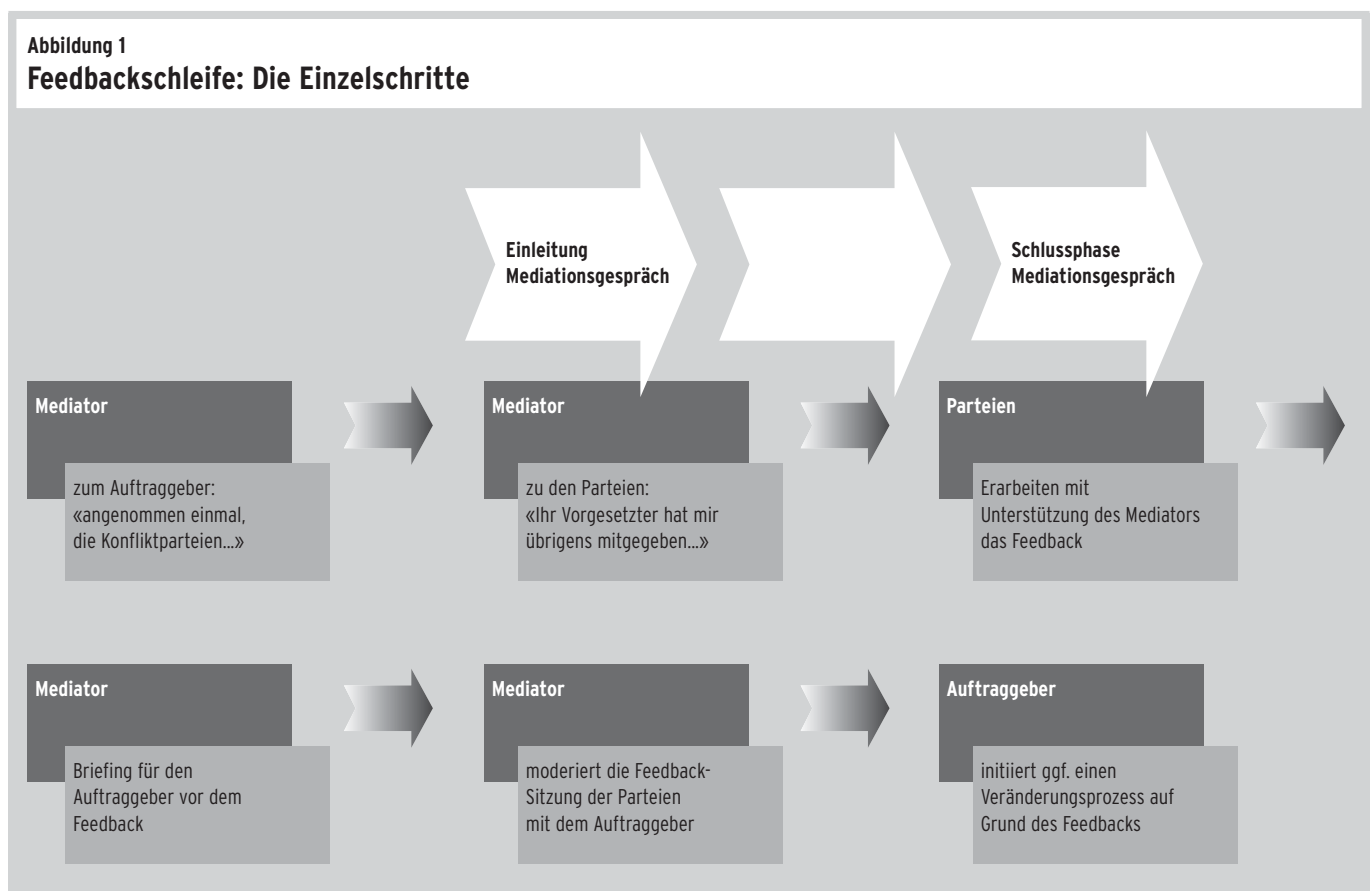 Abbildung 1
Feedbackschleife: Die Einzelschritte
Einleitung
Mediationsgespräch
Schlussphase
Mediationsgespräch
Mediator
zum Auftraggeber:
«angenommen einmal,
die Konfliktparteien...»
Mediator
zu den Parteien:
«Ihr Vorgesetzter hat mir
übrigens mitgegeben...»
Parteien
Erarbeiten mit
Unterstützung des Mediators
das Feedback
Mediator
Briefing für den
Auftraggeber vor dem
Feedback
Mediator
moderiert die Feedback-
Sitzung der Parteien
mit dem Auftraggeber
Auftraggeber
initiiert ggf. einen
Veränderungsprozess auf
Grund des Feedbacks